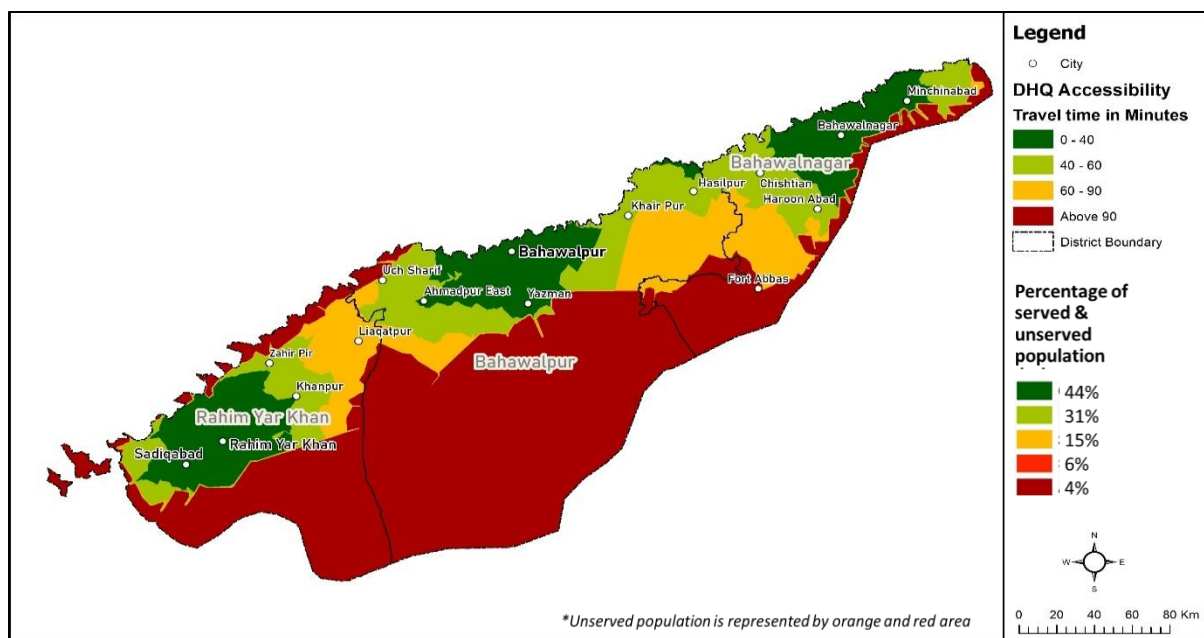 Minchinabad
Bahawalnagar
Bahawalnagar
Hasilpur
Chishtian
Haroon Abad
Khair Pur
Bahawalpur
Uch Sharif
Fort Abbas
Ahmadpur East
Yazman
Liaqatpur
Bahawalpur
Zahir Pir
Khanpur
Rahim Yar Khan
Rahim Yar Khan
Sadiqabad
*Unserved population is represented by orange and red area
Legend
City
DHQ Accessibility
Travel time in Minutes
0 - 40
40 - 60
60 - 90
Above 90
District Boundary
Percentage of
served &
unserved
population
44%
31%
15%
6%
4%
N
W E
S
0 20 40 60 80 Km